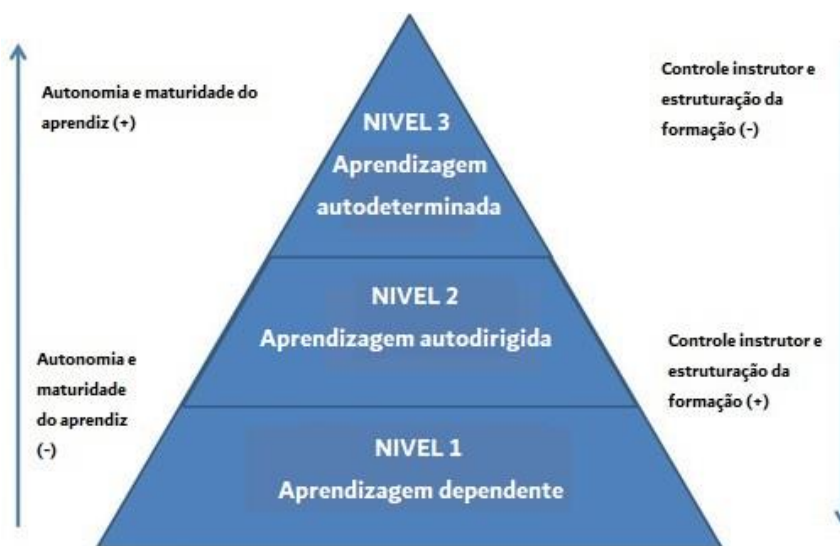 Autonomia e maturidade do
aprendiz (+)
Controle instrutor e
estruturação da
formação (-)
NIVEL 3
Aprendizagem
autodeterminada
NIVEL 2
Aprendizagem autodirigida
Autonomia e
maturidade
do aprendiz
(-)
Controle instrutor e
estruturação da
formação (+)
NIVEL 1
Aprendizagem dependente